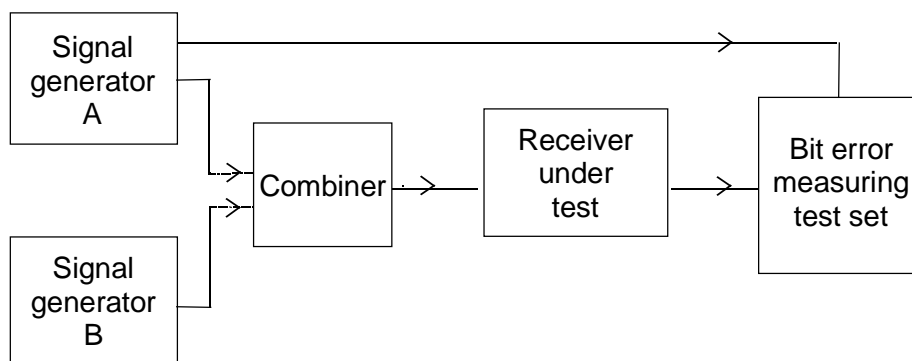 Signal
generator
A
Combiner
Receiver
under
test
Bit error
measuring
test set
Signal
generator
B